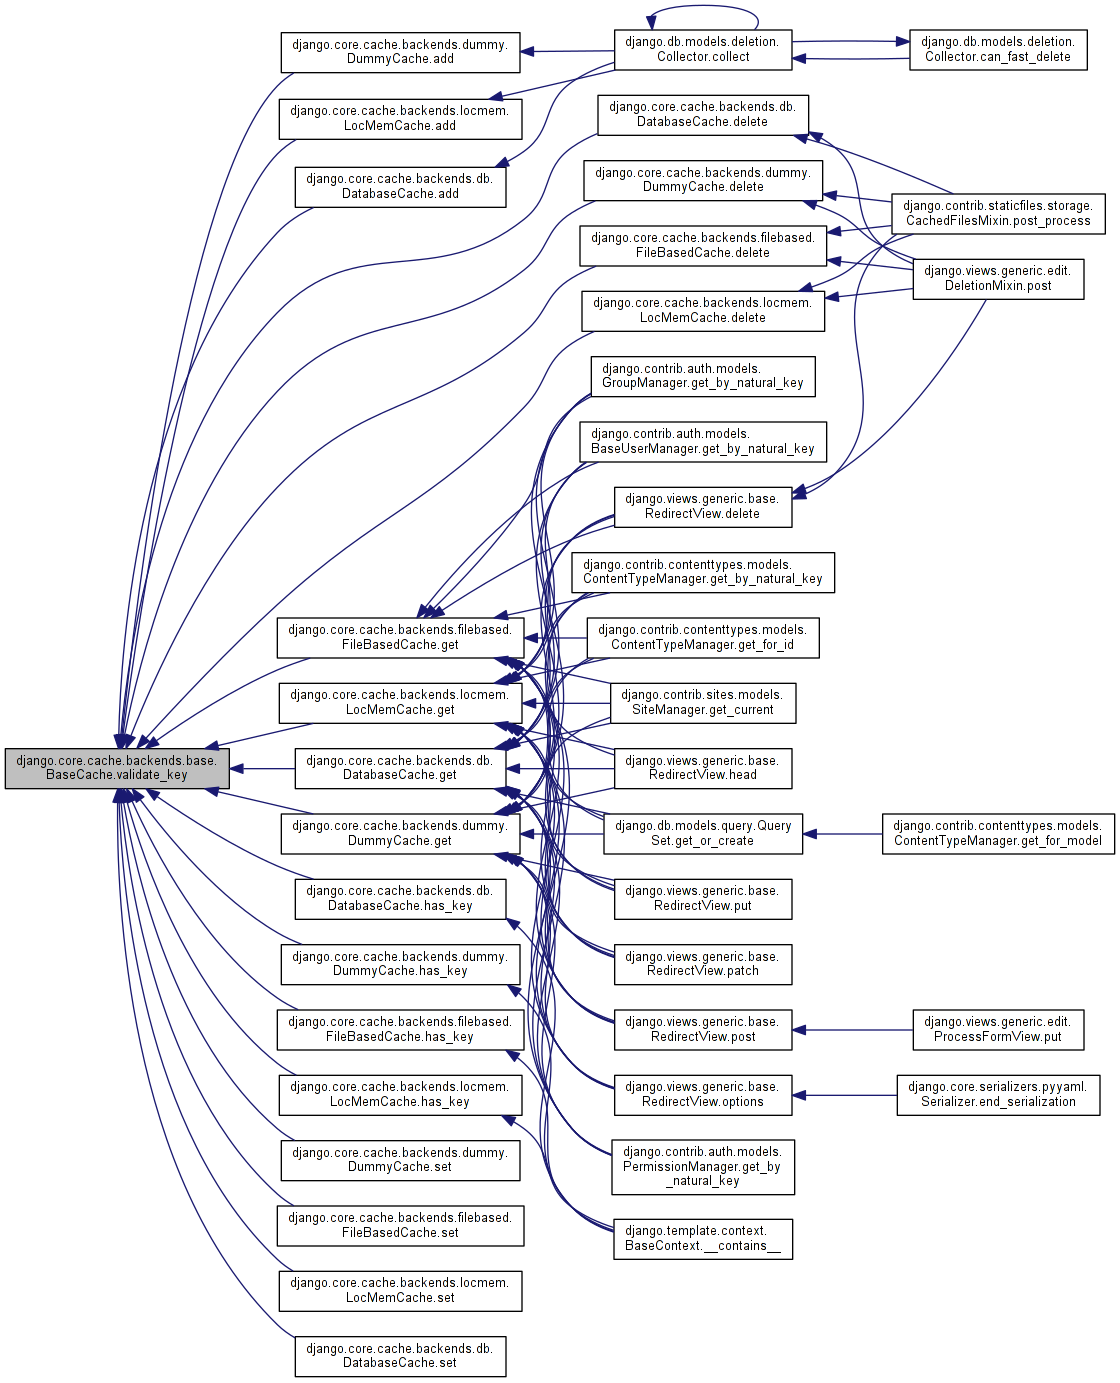 django.core.cache.backends.base.
BaseCache.validate_key
django.core.cache.backends.dummy.
DummyCache.add
django.core.cache.backends.locmem.
LocMemCache.add
django.core.cache.backends.db.
DatabaseCache.add
django.core.cache.backends.filebased.
FileBasedCache.get
django.core.cache.backends.locmem.
LocMemCache.get
django.core.cache.backends.db.
DatabaseCache.get
django.core.cache.backends.dummy.
DummyCache.get
django.core.cache.backends.db.
DatabaseCache.has_key
django.core.cache.backends.dummy.
DummyCache.has_key
django.core.cache.backends.filebased.
FileBasedCache.has_key
django.core.cache.backends.locmem.
LocMemCache.has_key
django.core.cache.backends.dummy.
DummyCache.set
django.core.cache.backends.filebased.
FileBasedCache.set
django.core.cache.backends.locmem.
LocMemCache.set
django.core.cache.backends.db.
DatabaseCache.set
django.db.models.deletion.
Collector.collect
django.core.cache.backends.db.
DatabaseCache.delete
django.core.cache.backends.dummy.
DummyCache.delete
django.core.cache.backends.filebased.
FileBasedCache.delete
django.core.cache.backends.locmem.
LocMemCache.delete
django.contrib.auth.models.
GroupManager.get_by_natural_key
django.contrib.auth.models.
BaseUserManager.get_by_natural_key
django.views.generic.base.
RedirectView.delete
django.contrib.contenttypes.models.
ContentTypeManager.get_by_natural_key
django.contrib.contenttypes.models.
ContentTypeManager.get_for_id
django.contrib.sites.models.
SiteManager.get_current
django.views.generic.base.
RedirectView.head
django.db.models.query.Query
Set.get_or_create
django.views.generic.base.
RedirectView.put
django.views.generic.base.
RedirectView.patch
django.views.generic.base.
RedirectView.post
django.views.generic.base.
RedirectView.options
django.contrib.auth.models.
PermissionManager.get_by
_natural_key
django.template.context.
BaseContext.__contains__
django.db.models.deletion.
Collector.can_fast_delete
django.contrib.staticfiles.storage.
CachedFilesMixin.post_process
django.views.generic.edit.
DeletionMixin.post
django.contrib.contenttypes.models.
ContentTypeManager.get_for_model
django.views.generic.edit.
ProcessFormView.put
django.core.serializers.pyyaml.
Serializer.end_serialization